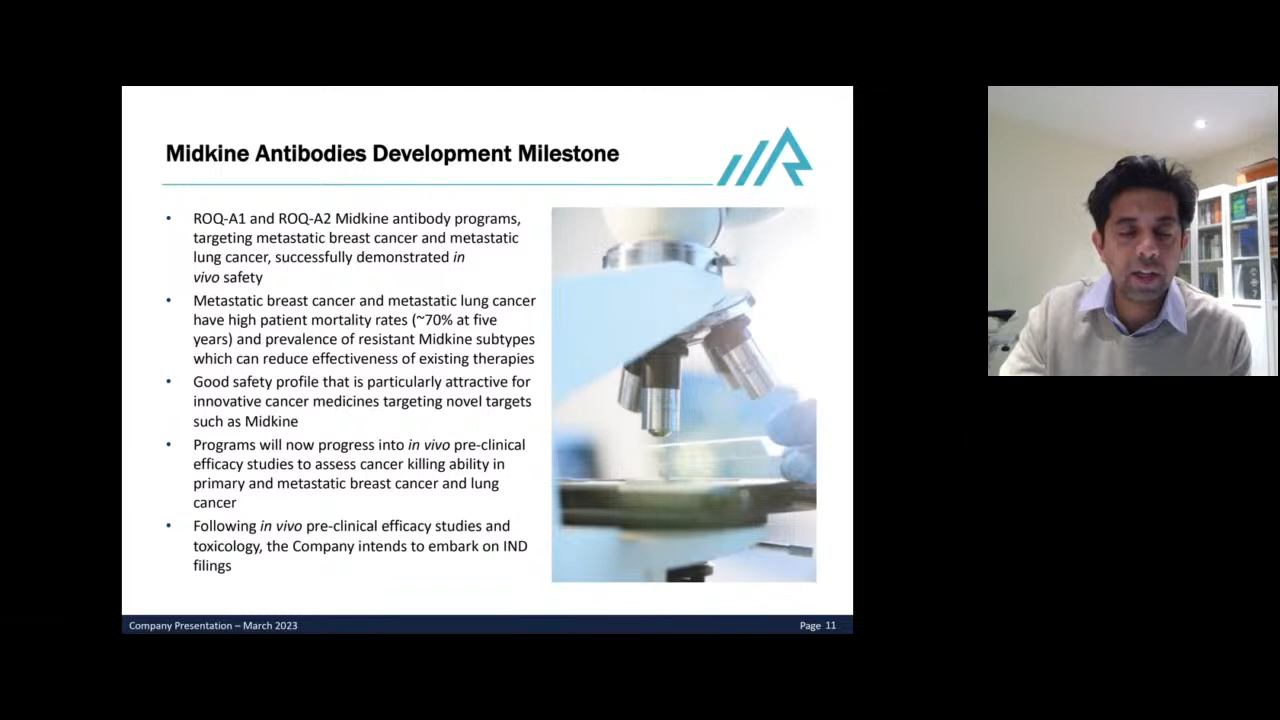 Midkine Antibodies Development Milestone
• ROQ-A1 and ROQ-A2 Midkine antibody programs,
targeting metastatic breast cancer and metastatic
lung cancer, successfully demonstrated in
vivo safety
• Metastatic breast cancer and metastatic lung cancer
have high patient mortality rates (~70% at five
years) and prevalence of resistant Midkine subtypes
which can reduce effectiveness of existing therapies
• Good safety profile that is particularly attractive for
innovative cancer medicines targeting novel targets
such as Midkine
• Programs will now progress into in vivo pre-clinical
efficacy studies to assess cancer killing ability in
primary and metastatic breast cancer and lung
cancer
• Following in vivo pre-clinical efficacy studies and
toxicology, the Company intends to embark on IND
filings
Company Presentation – March 2023
Page 11